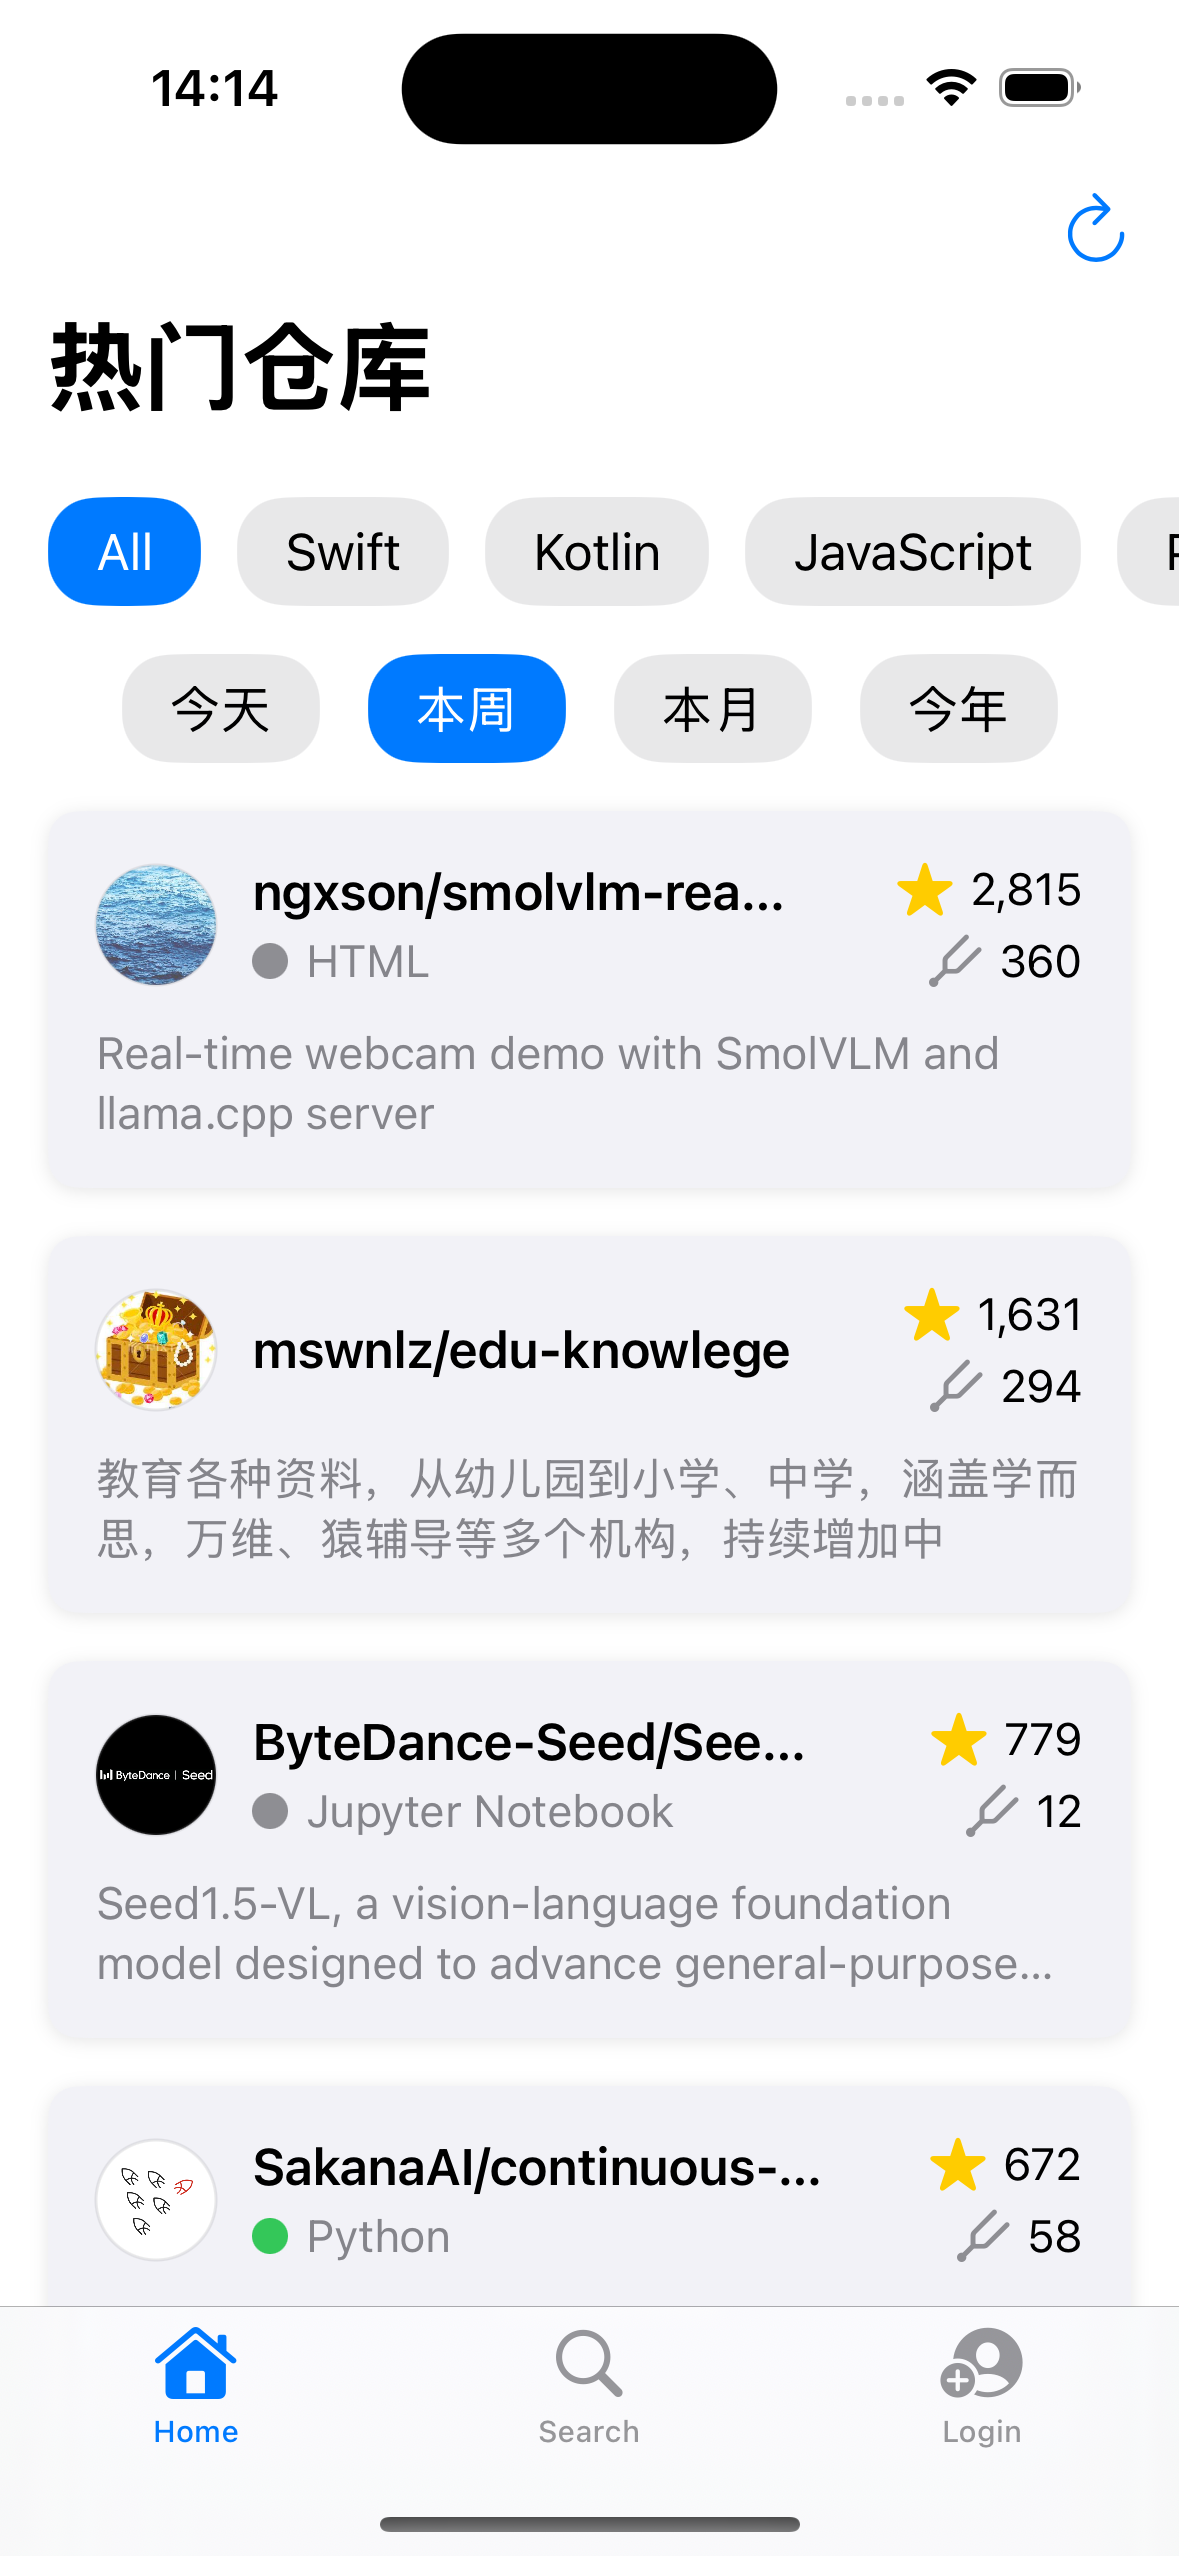 14:14
热门仓库
All Swift Kotlin JavaScript
今天 本周 本月 今年
ngxson/smolvlm-rea... 2,815
HTML 360
Real-time webcam demo with SmolVLM and
llama.cpp server
mswnlz/edu-knowlege 1,631
294
教育各种资料，从幼儿园到小学、中学，涵盖学而
思，万维、猿辅导等多个机构，持续增加中
ByteDance | Seed
ByteDance-Seed/See... 779
Jupyter Notebook 12
Seed1.5-VL, a vision-language foundation
model designed to advance general-purpose...
SakanaAI/continuous-... 672
Python 58
Home Search Login